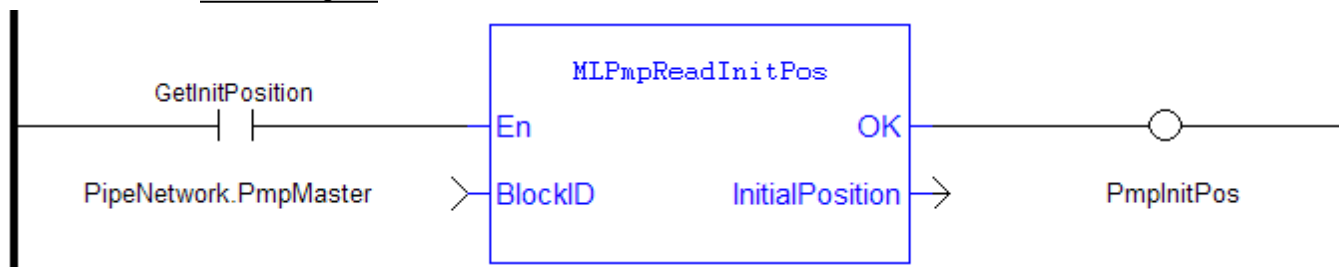 MLPmpReadInitPos
GetInitPosition
En
OK
PipeNetwork.PmpMaster
BlockID
InitialPosition
PmpInitPos